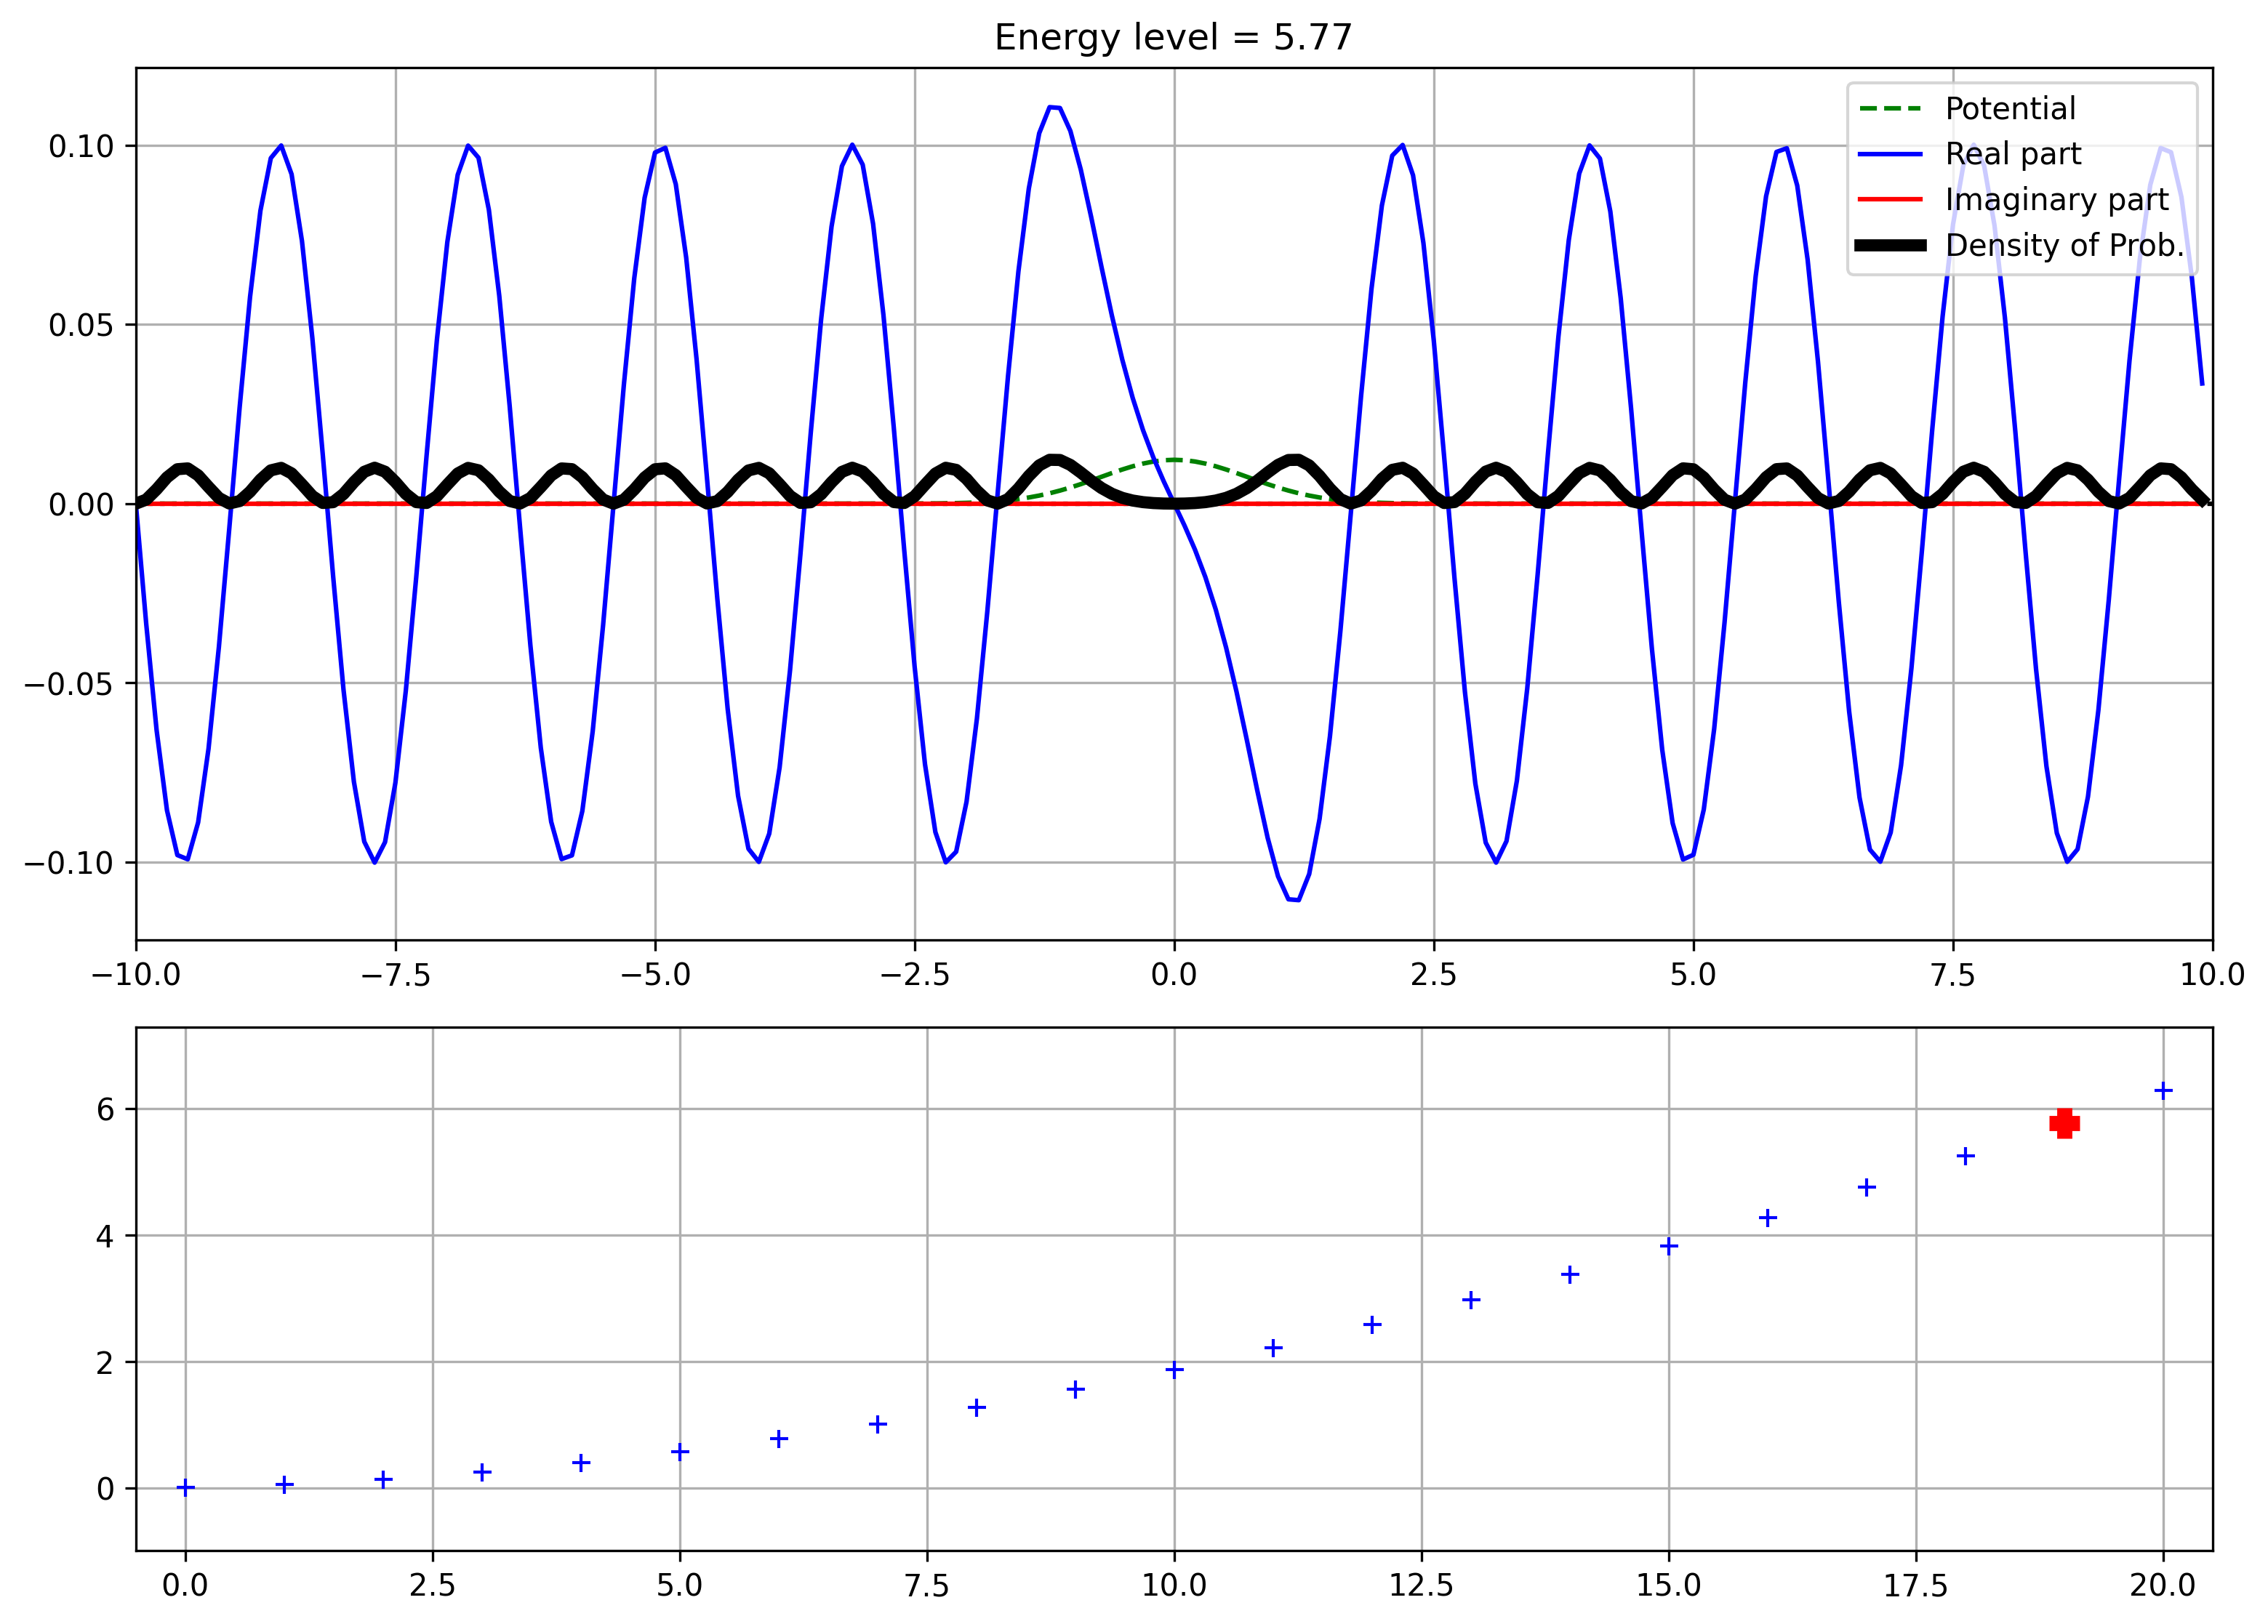 Energy level = 5.77
Potential
Real part
Imaginary part
Density of Prob.
0.10
0.05
0.00
−0.05
−0.10
−10.0 −7.5 −5.0 −2.5 0.0 2.5 5.0 7.5 10.0
6
4
2
0
0.0 2.5 5.0 7.5 10.0 12.5 15.0 17.5 20.0